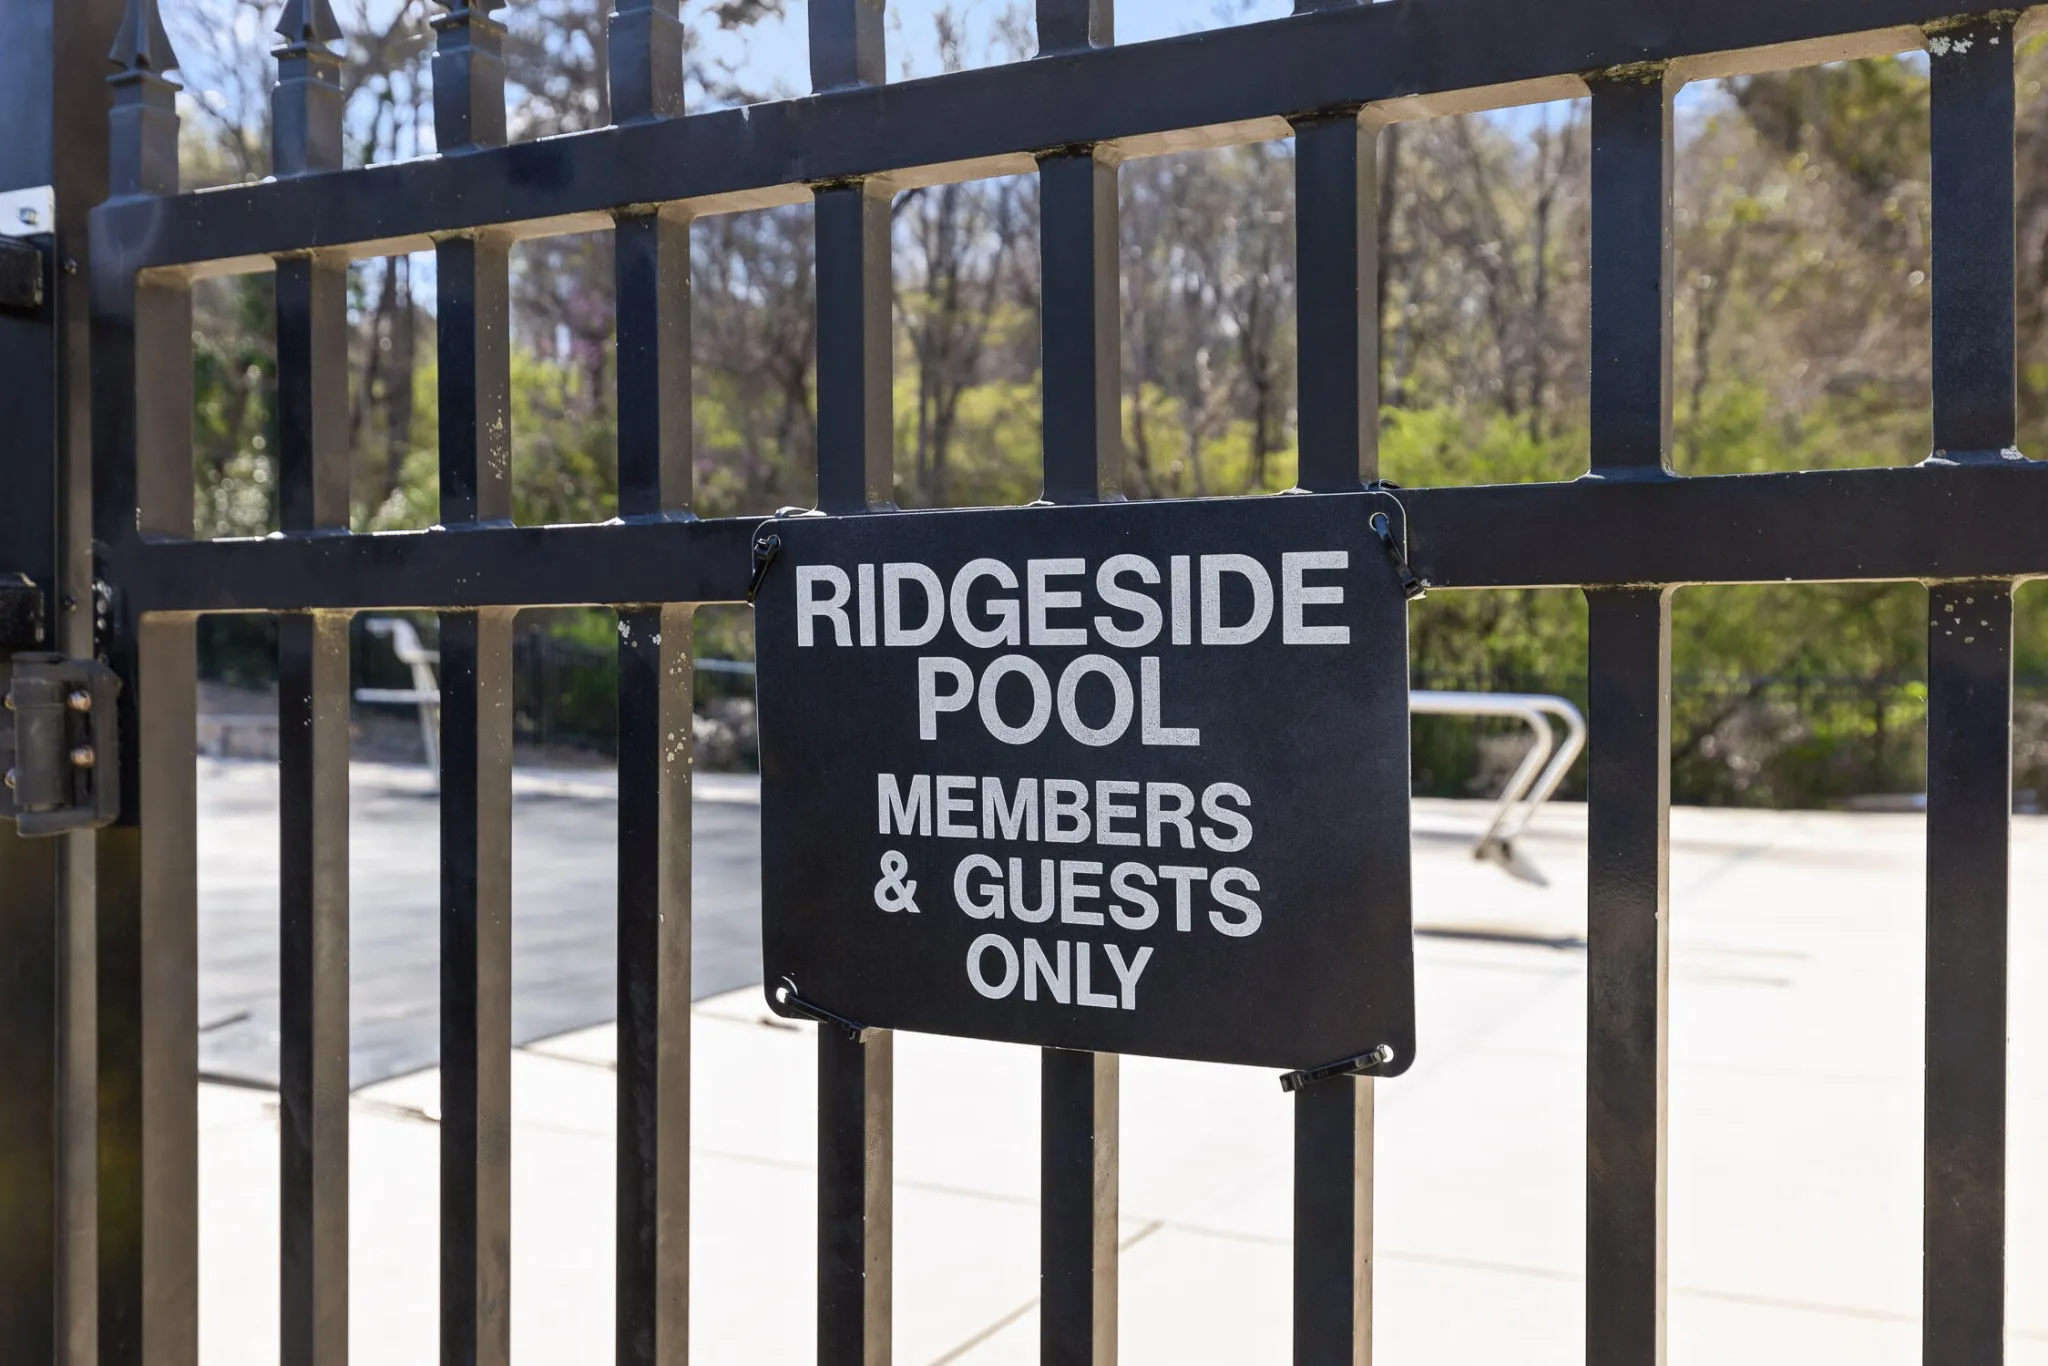 RIDGESIDE
POOL
MEMBERS
& GUESTS
ONLY